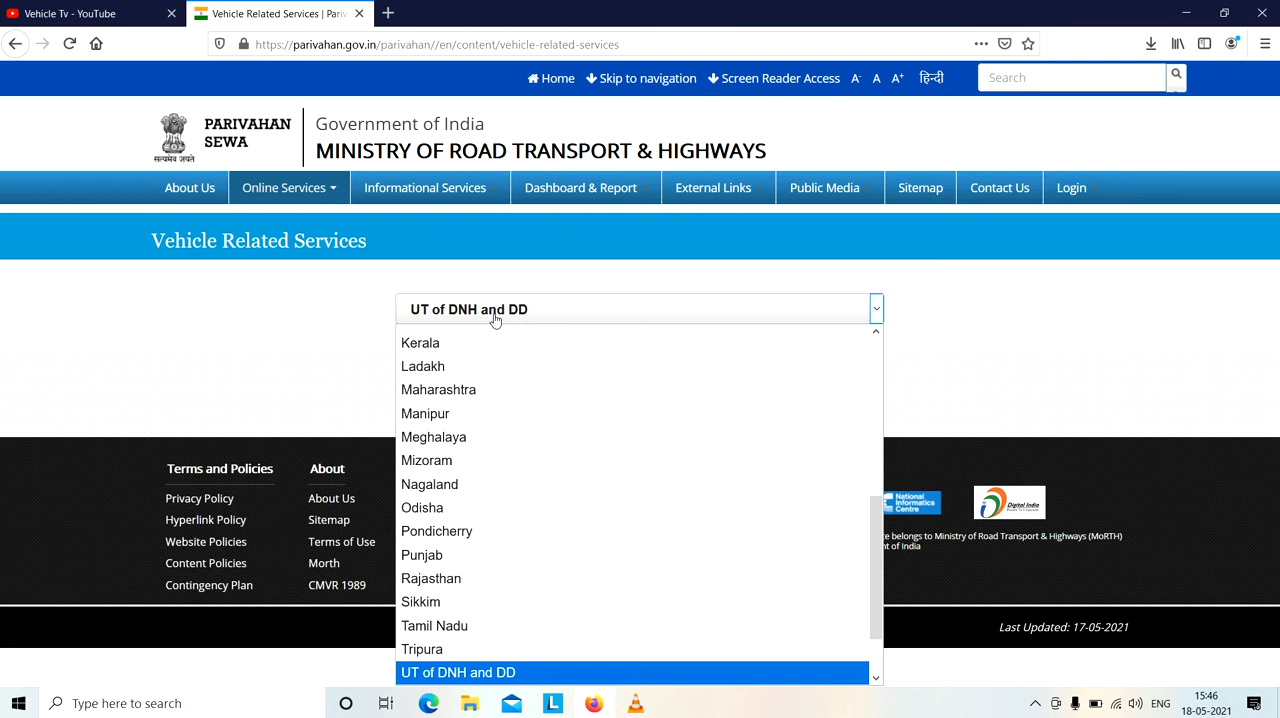 Vehicle Tv - YouTube
Vehicle Related Services | Pariv
https://parivahan.gov.in/parivahan//en/content/vehicle-related-services
Home Skip to navigation Screen Reader Access A- A A+ हिन्दी Search
सत्यमेव जयते
PARIVAHAN SEWA
Government of India
MINISTRY OF ROAD TRANSPORT & HIGHWAYS
About Us Online Services Informational Services Dashboard & Report External Links Public Media Sitemap Contact Us Login
Vehicle Related Services
UT of DNH and DD
Kerala
Ladakh
Maharashtra
Manipur
Meghalaya
Mizoram
Nagaland
Odisha
Pondicherry
Punjab
Rajasthan
Sikkim
Tamil Nadu
Tripura
UT of DNH and DD
Terms and Policies
Privacy Policy
Hyperlink Policy
Website Policies
Content Policies
Contingency Plan
About
About Us
Sitemap
Terms of Use
Morth
CMVR 1989
National
Informatics
Centre
Digital India
te belongs to Ministry of Road Transport & Highways (MoRTH)
nt of India
Last Updated: 17-05-2021
Type here to search
L
ENG
15:46
18-05-2021